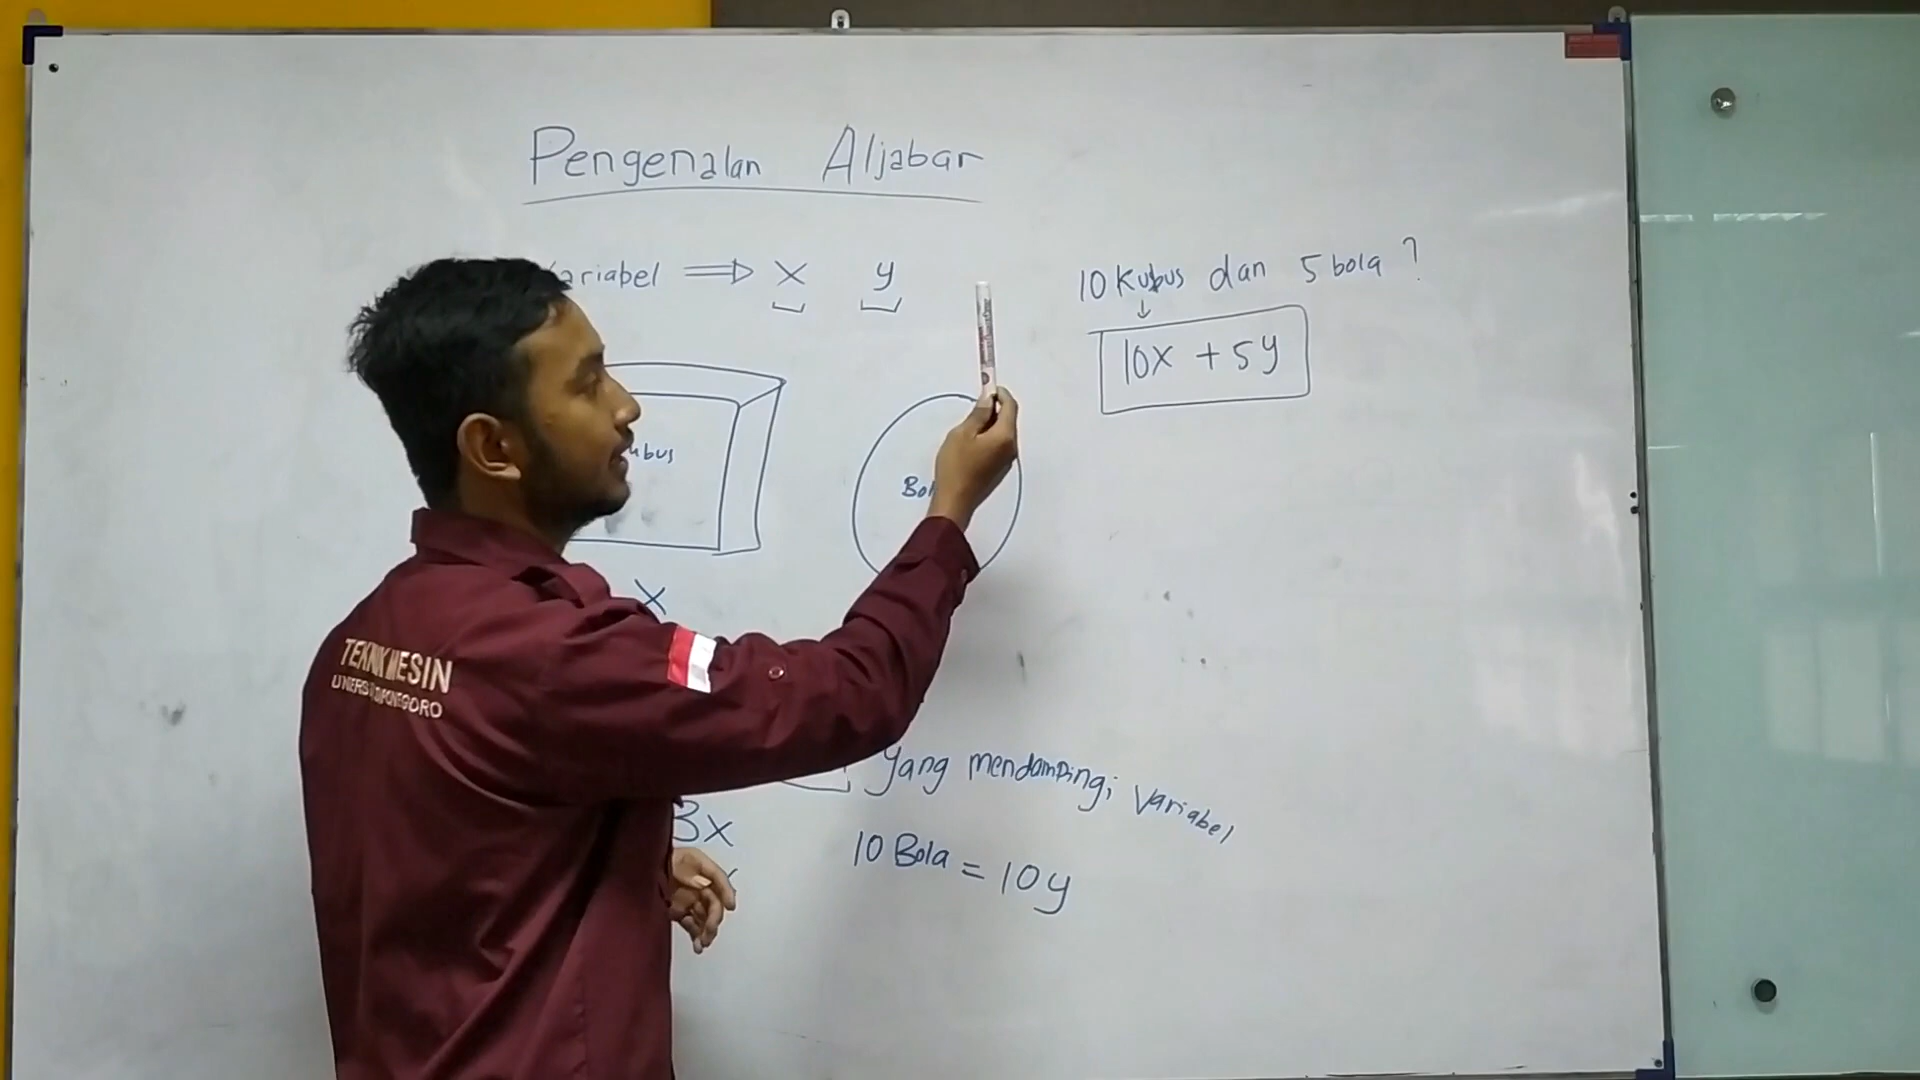 Pengenalan Aljabar
ariabel ⟹ x y
10 Kubus dan 5 bola ?
↓
10x + 5y
ubus
Bol
x
TEKNIK MESIN
yang mendampingi Variabel
3x
10 Bola = 10y